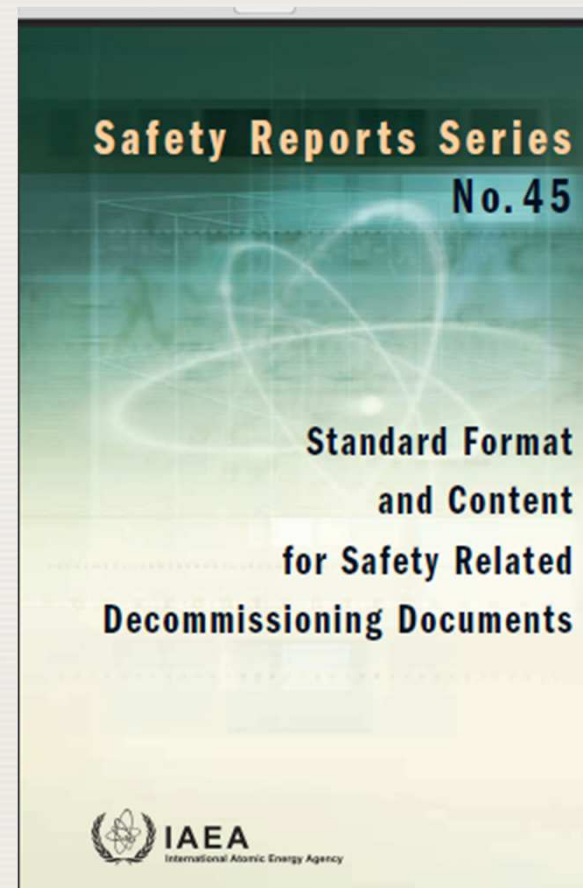 Safety Reports Series
No.45
Standard Format
and Content
for Safety Related
Decommissioning Documents
IAEA
International Atomic Energy Agency